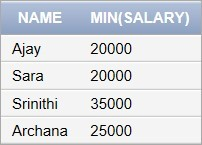 NAME MIN(SALARY)
Ajay 20000
Sara 20000
Srinithi 35000
Archana 25000